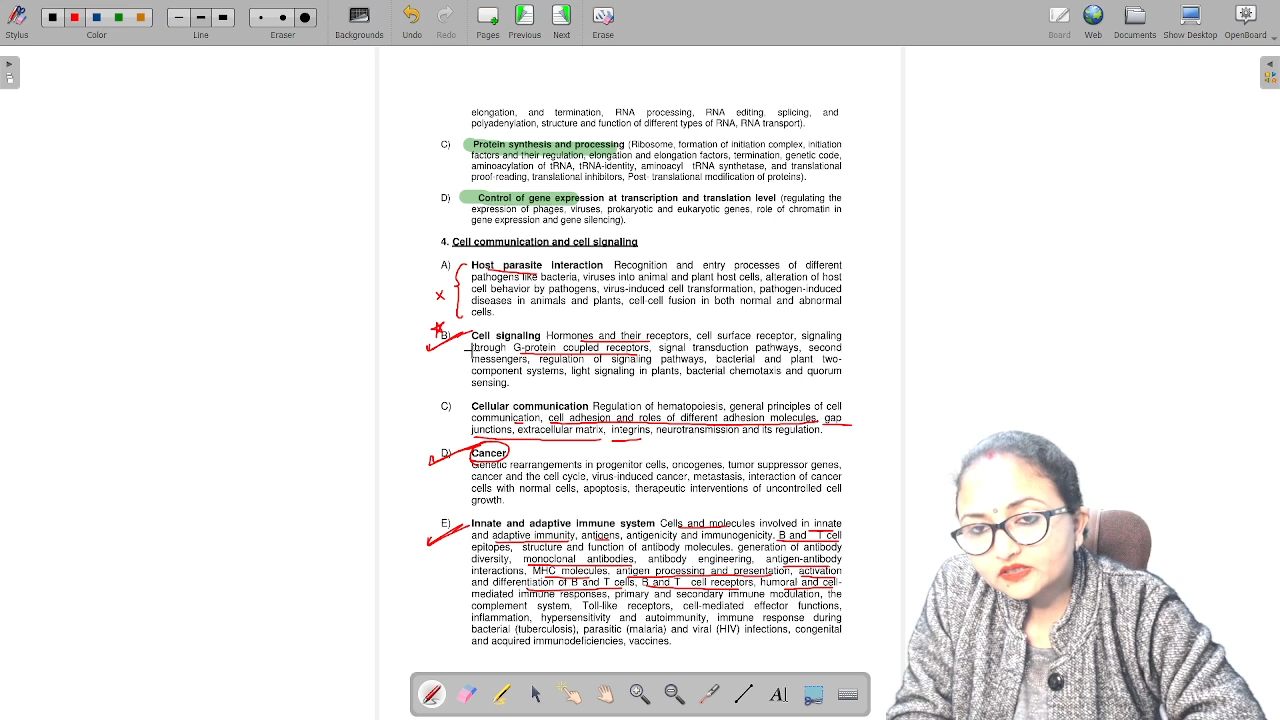 Stylus
Color
Line
Eraser
Backgrounds
Undo
Redo
Pages
Previous
Next
Erase
Board
Web
Documents
Show Desktop
OpenBoard
elongation, and termination, RNA processing, RNA editing, splicing, and
polyadenylation, structure and function of different types of RNA, RNA transport).
C) Protein synthesis and processing (Ribosome, formation of initiation complex, initiation
factors and their regulation, elongation and elongation factors, termination, genetic code,
aminoacylation of tRNA, tRNA-identity, aminoacyl tRNA synthetase, and translational
proof-reading, translational inhibitors, Post- translational modification of proteins).
D) Control of gene expression at transcription and translation level (regulating the
expression of phages, viruses, prokaryotic and eukaryotic genes, role of chromatin in
gene expression and gene silencing).
4. Cell communication and cell signaling
A) Host parasite Interaction Recognition and entry processes of different
pathogens like bacteria, viruses into animal and plant host cells, alteration of host
cell behavior by pathogens, virus-induced cell transformation, pathogen-induced
diseases in animals and plants, cell-cell fusion in both normal and abnormal
cells.
B) Cell signaling Hormones and their receptors, cell surface receptor, signaling
through G-protein coupled receptors, signal transduction pathways, second
messengers, regulation of signaling pathways, bacterial and plant two-
component systems, light signaling in plants, bacterial chemotaxis and quorum
sensing.
C) Cellular communication Regulation of hematopoiesis, general principles of cell
communication, cell adhesion and roles of different adhesion molecules, gap
junctions, extracellular matrix, integrins, neurotransmission and its regulation.
D) Cancer
Genetic rearrangements in progenitor cells, oncogenes, tumor suppressor genes,
cancer and the cell cycle, virus-induced cancer, metastasis, interaction of cancer
cells with normal cells, apoptosis, therapeutic interventions of uncontrolled cell
growth.
E) Innate and adaptive Immune system Cells and molecules involved in innate
and adaptive immunity, antigens, antigenicity and immunogenicity. B and T cell
epitopes, structure and function of antibody molecules. generation of antibody
diversity, monoclonal antibodies, antibody engineering, antigen-antibody
interactions, MHC molecules, antigen processing and presentation, activation
and differentiation of B and T cells, B and T cell receptors, humoral and cell-
mediated immune responses, primary and secondary immune modulation, the
complement system, Toll-like receptors, cell-mediated effector functions,
inflammation, hypersensitivity and autoimmunity, immune response during
bacterial (tuberculosis), parasitic (malaria) and viral (HIV) infections, congenital
and acquired immunodeficiencies, vaccines.